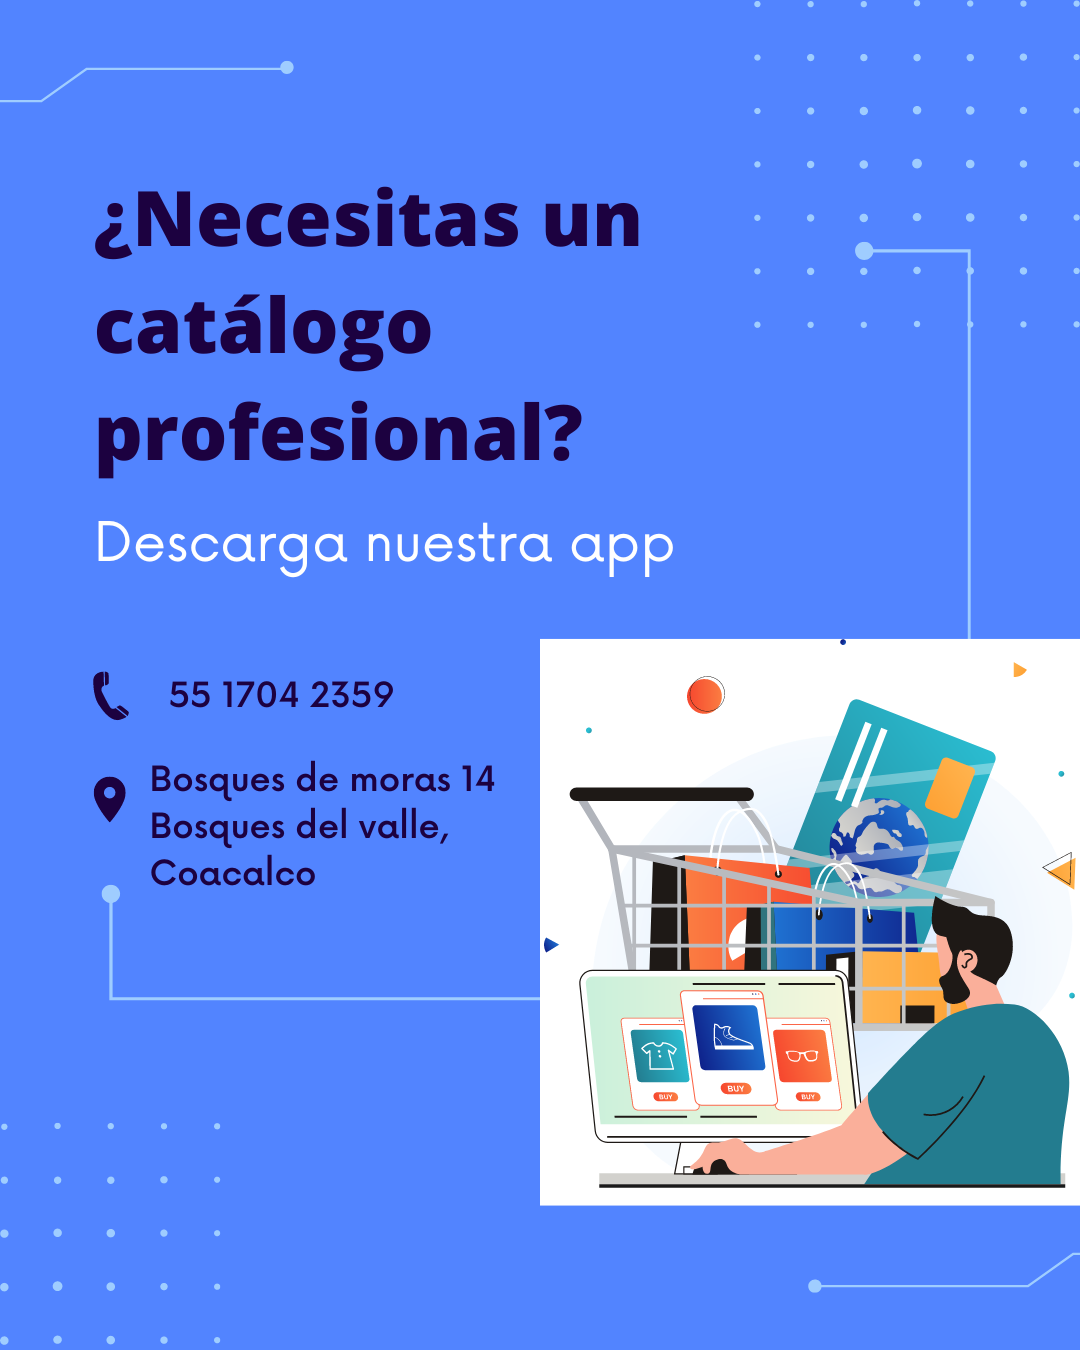 ¿Necesitas un
catálogo
profesional?
Descarga nuestra app
55 1704 2359
Bosques de moras 14
Bosques del valle,
Coacalco
BUY
BUY
BUY